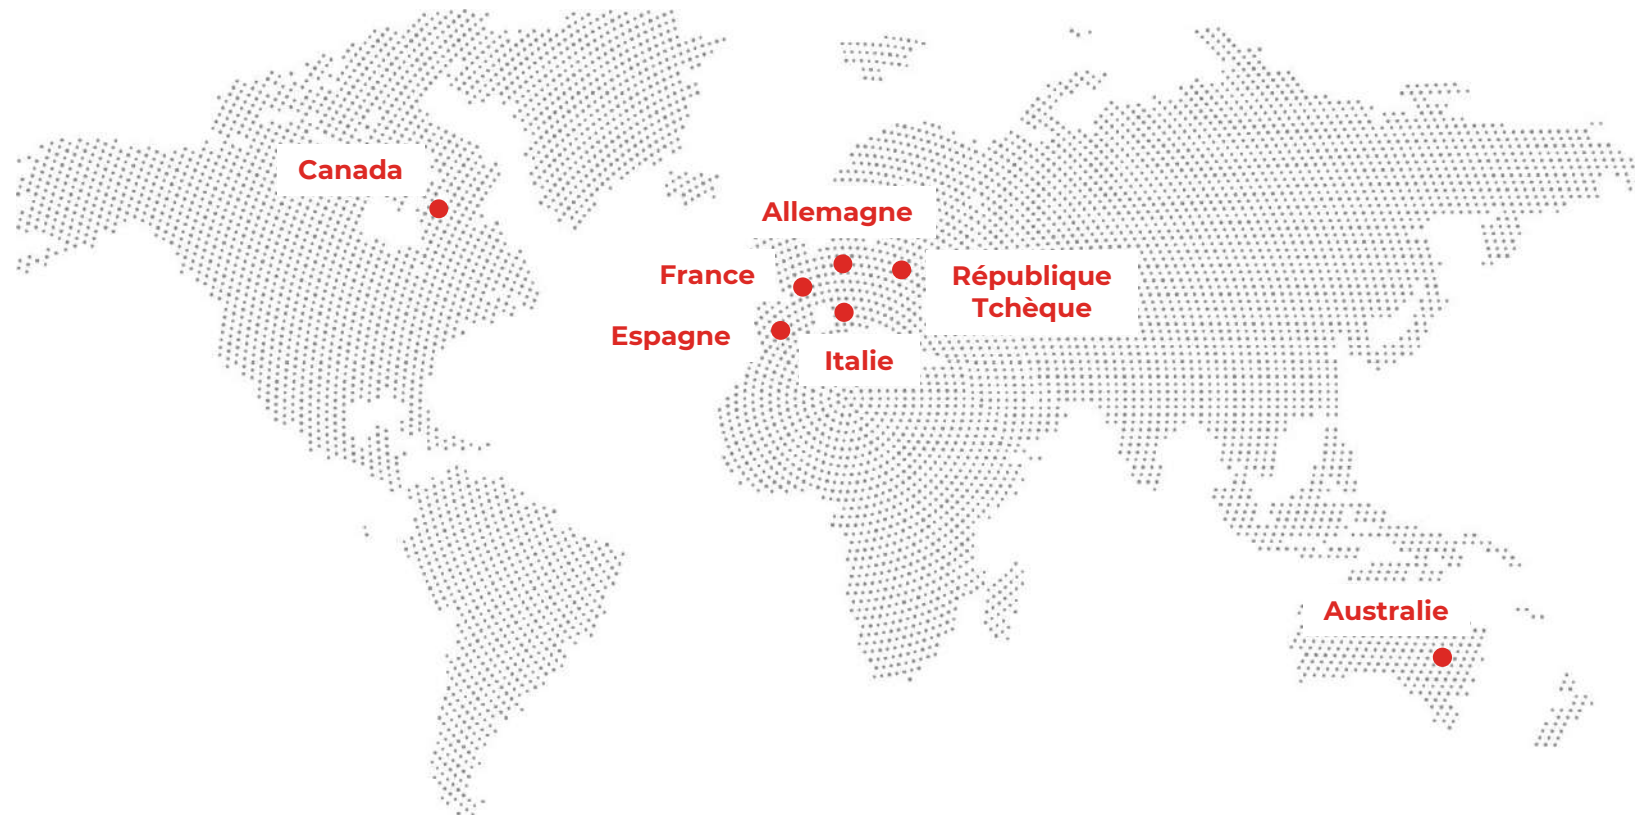 Canada
Allemagne
France
République
Tchèque
Espagne
Italie
Australie